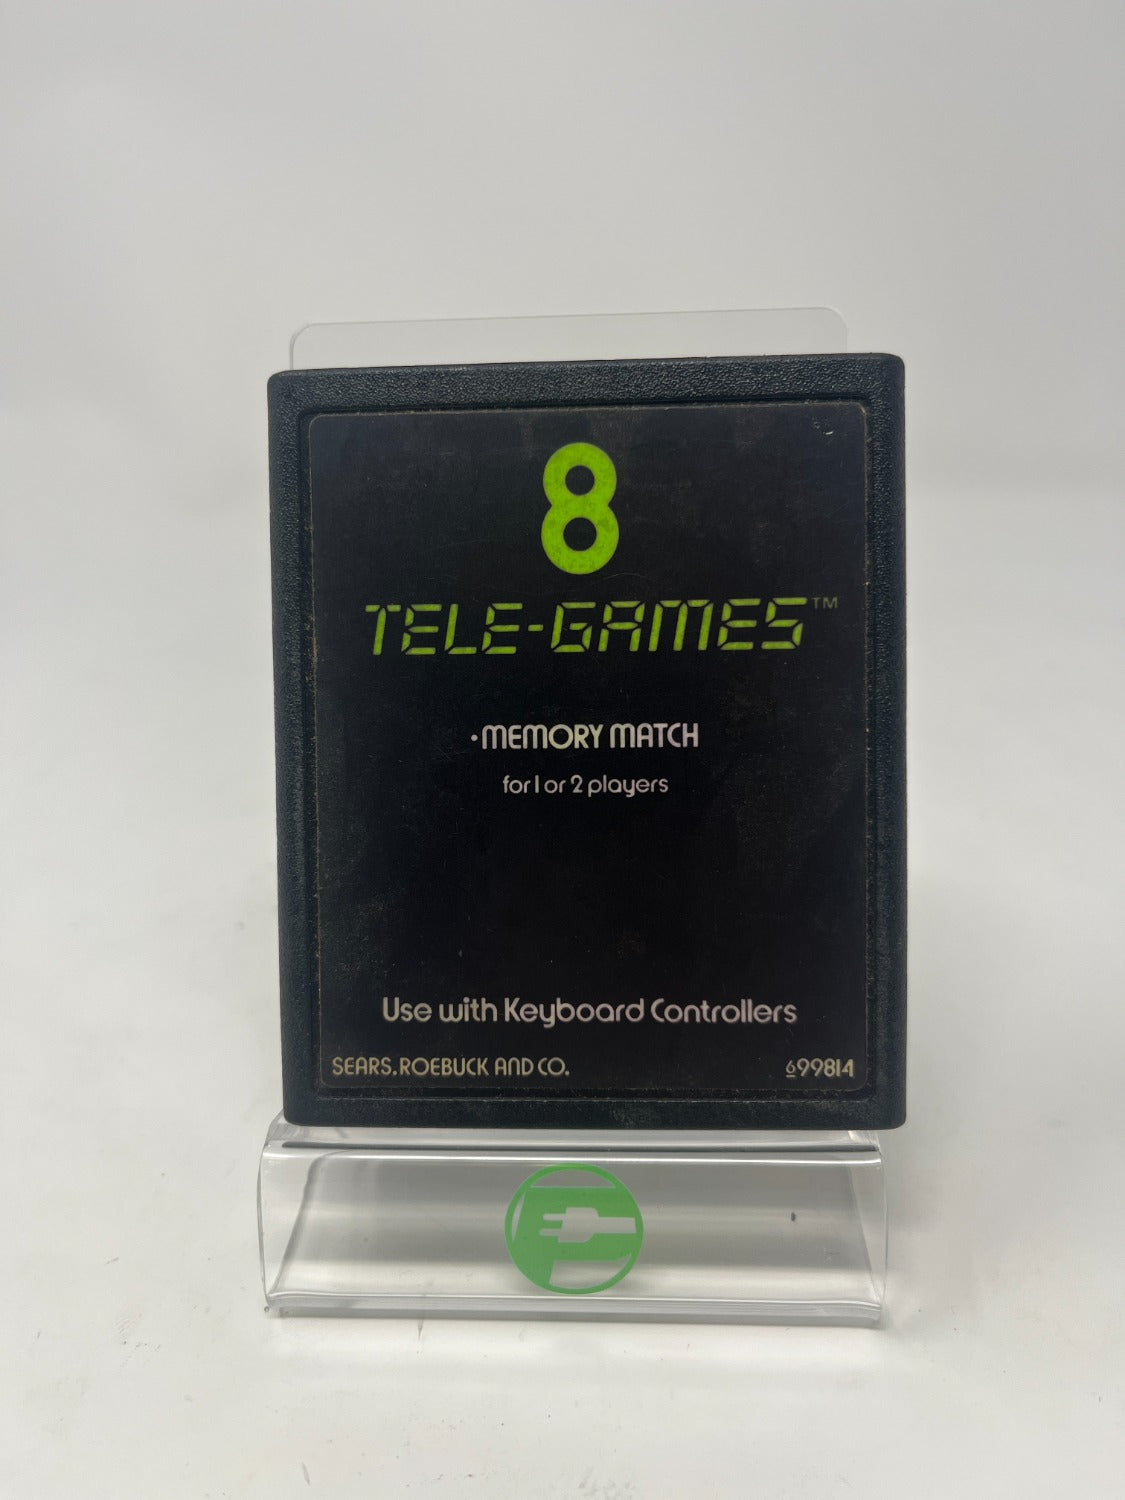 8
TELE-GAMES™
•MEMORY MATCH
for 1 or 2 players
Use with Keyboard Controllers
SEARS, ROEBUCK AND CO.
699814